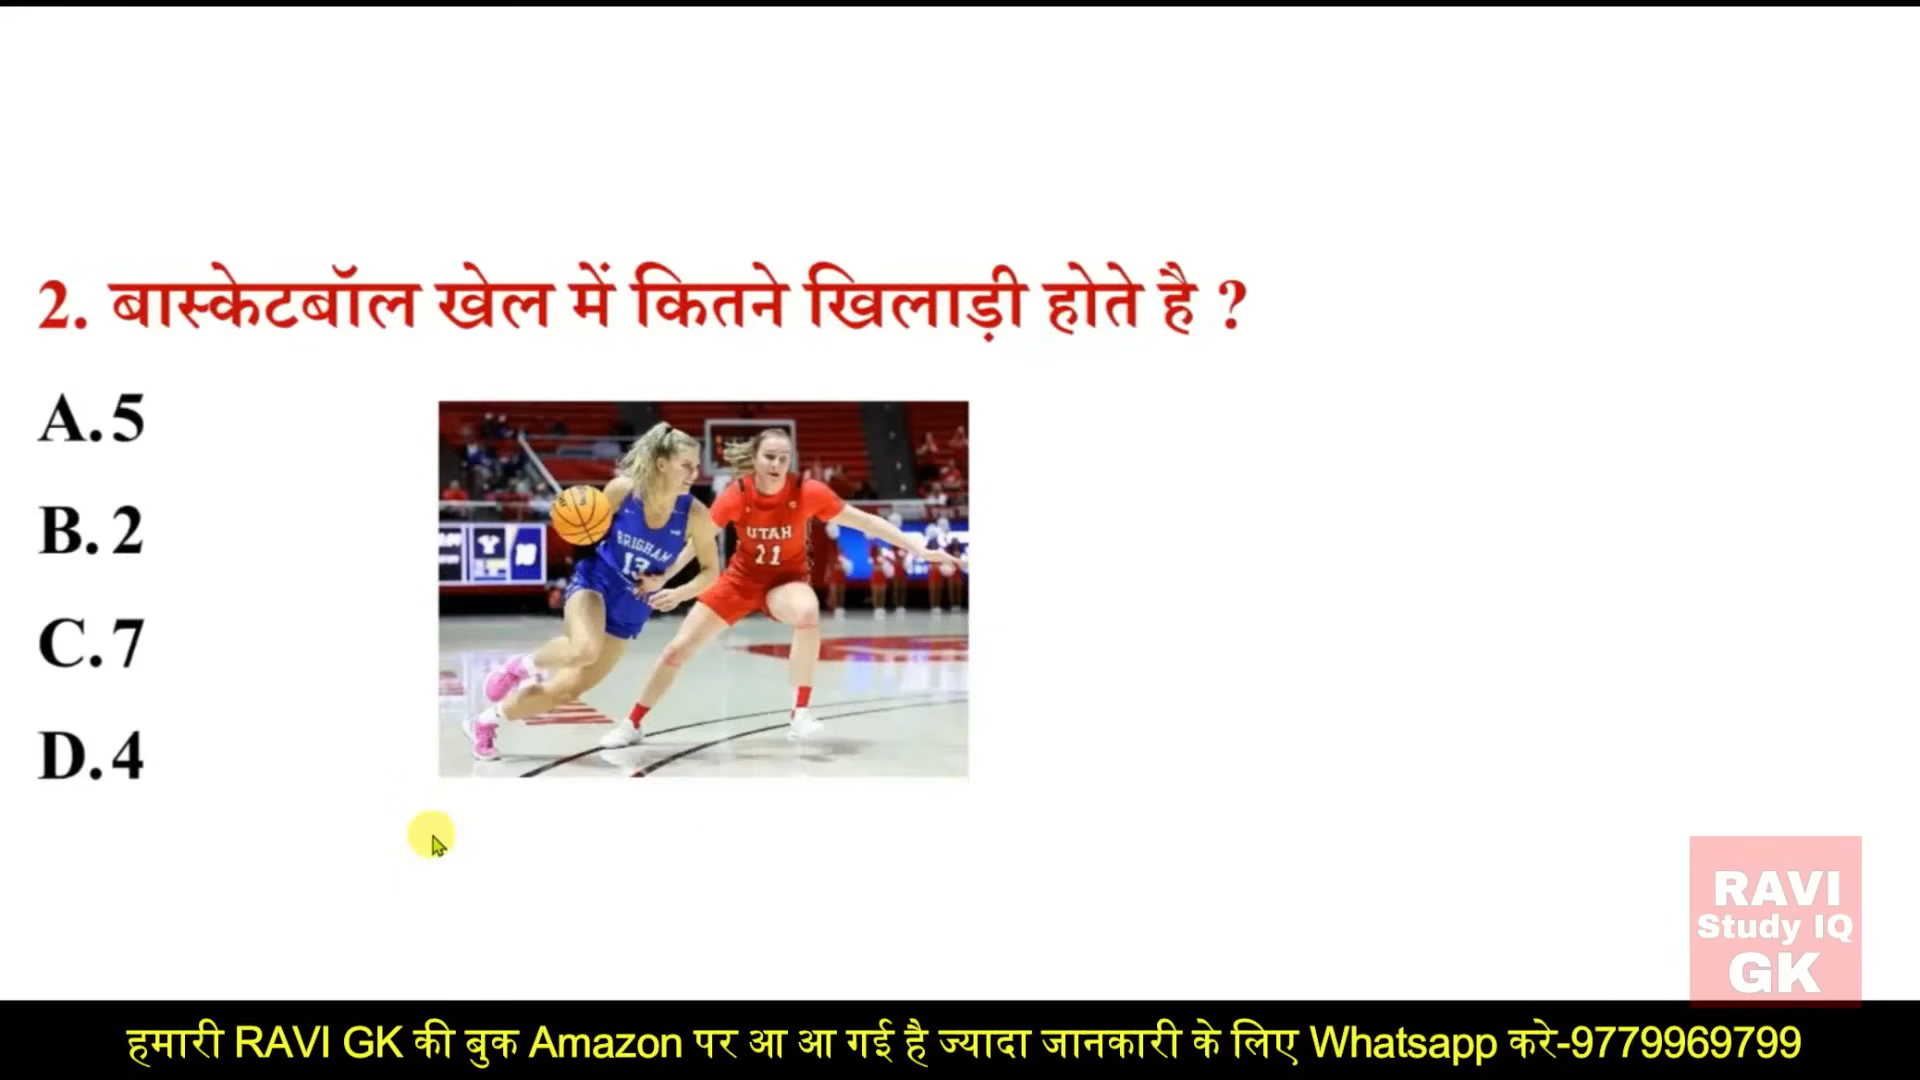 2. बास्केटबॉल खेल में कितने खिलाड़ी होते है ?
A.5
B.2
C.7
D.4
BRIGHAM
13
UTAH
11
RAVI
Study IQ
GK
हमारी RAVI GK की बुक Amazon पर आ आ गई है ज्यादा जानकारी के लिए Whatsapp करे-9779969799